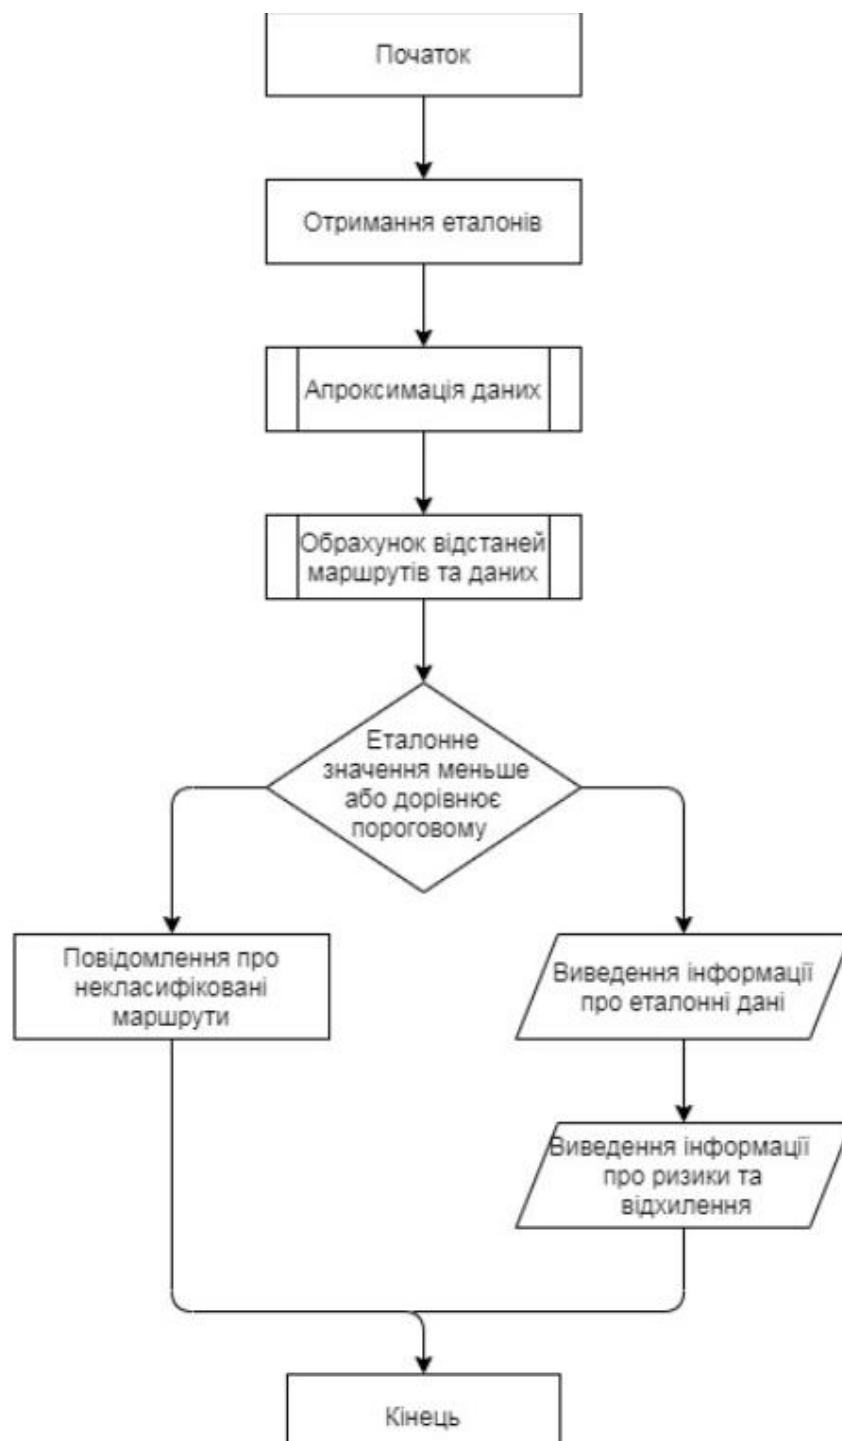 Початок
Отримання еталонів
Апроксимація даних
Обрахунок відстаней
маршрутів та даних
Еталонне
значення меньше
або дорівнює
пороговому
Повідомлення про
некласифіковані
маршрути
Виведення інформації
про еталонні дані
Виведення інформації
про ризики та
відхилення
Кінець